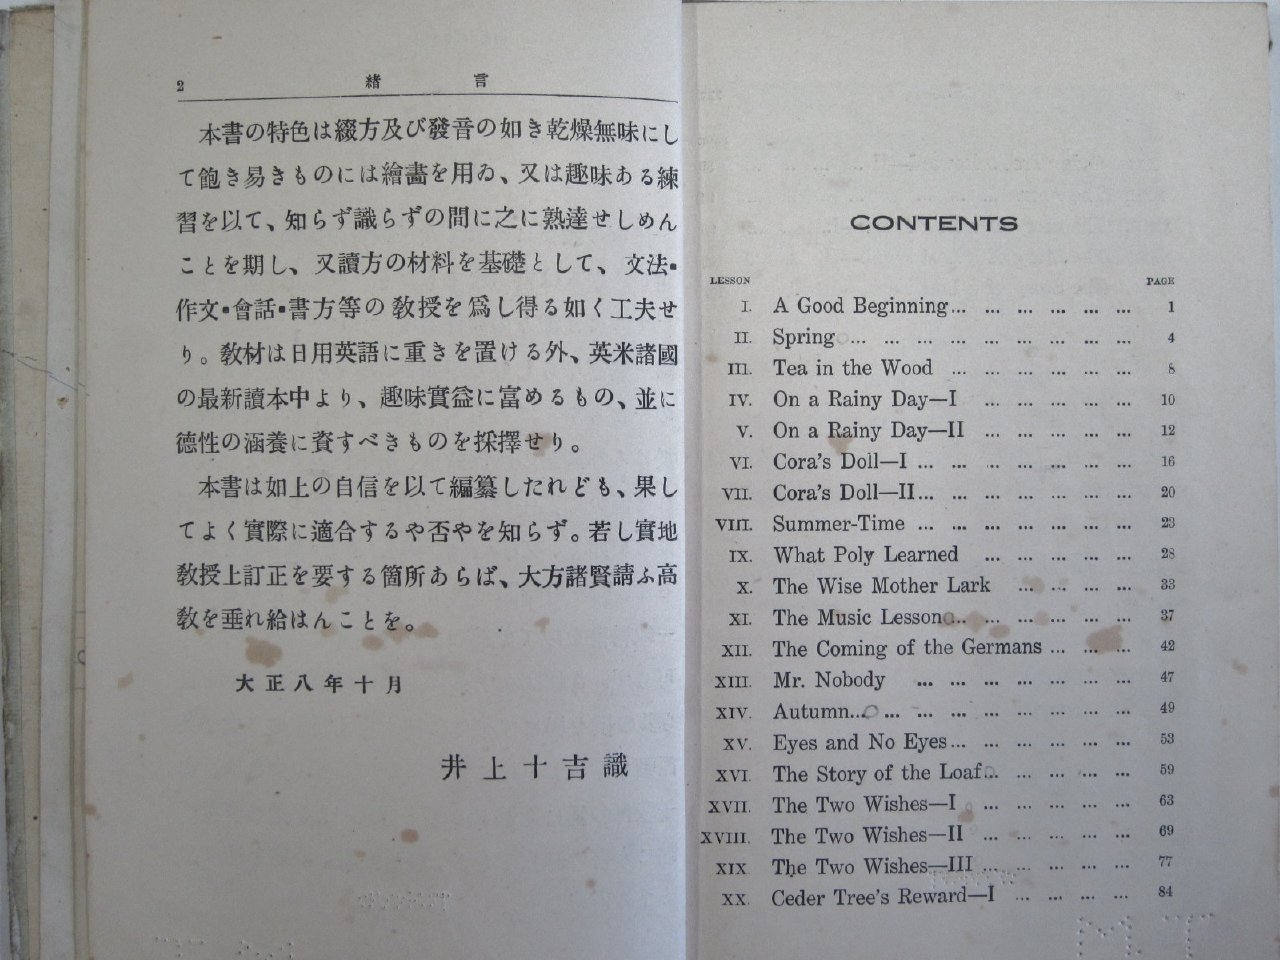 2 緒言
本書の特色は綴方及び發音の如き乾燥無味にし
て飽き易きものには繪畵を用ゐ、又は趣味ある練
習を以て、知らず識らずの間に之に熟達せしめん
ことを期し、又讀方の材料を基礎として、文法・
作文・會話・書方等の敎授を爲し得る如く工夫せ
り。敎材は日用英語に重きを置ける外、英米諸國
の最新讀本中より、趣味實益に富めるもの、並に
德性の涵養に資すべきものを採擇せり。
本書は如上の自信を以て編纂したれども、果し
てよく實際に適合するや否やを知らず。若し實地
敎授上訂正を要する箇所あらば、大方諸賢請ふ高
敎を垂れ給はんことを。
大正八年十月
井上十吉識
CONTENTS
LESSON PAGE
I. A Good Beginning... ... ... ... ... ... 1
II. Spring ... ... ... ... ... ... ... ... ... 4
III. Tea in the Wood ... ... ... ... ... ... 8
IV. On a Rainy Day—I ... ... ... ... ... 10
V. On a Rainy Day—II ... ... ... ... ... 12
VI. Cora's Doll—I ... ... ... ... ... ... ... 16
VII. Cora's Doll—II... ... ... ... ... ... ... 20
VIII. Summer-Time ... ... ... ... ... ... ... 23
IX. What Poly Learned ... ... ... ... ... 28
X. The Wise Mother Lark ... ... ... ... 33
XI. The Music Lesson... ... ... ... ... ... 37
XII. The Coming of the Germans ... ... ... 42
XIII. Mr. Nobody ... ... ... ... ... ... ... 47
XIV. Autumn... ... ... ... ... ... ... ... ... 49
XV. Eyes and No Eyes... ... ... ... ... ... 53
XVI. The Story of the Loaf... ... ... ... ... 59
XVII. The Two Wishes—I ... ... ... ... ... 63
XVIII. The Two Wishes—II ... ... ... ... ... 69
XIX. The Two Wishes—III ... ... ... ... ... 77
XX. Ceder Tree's Reward—I ... ... ... ... 84